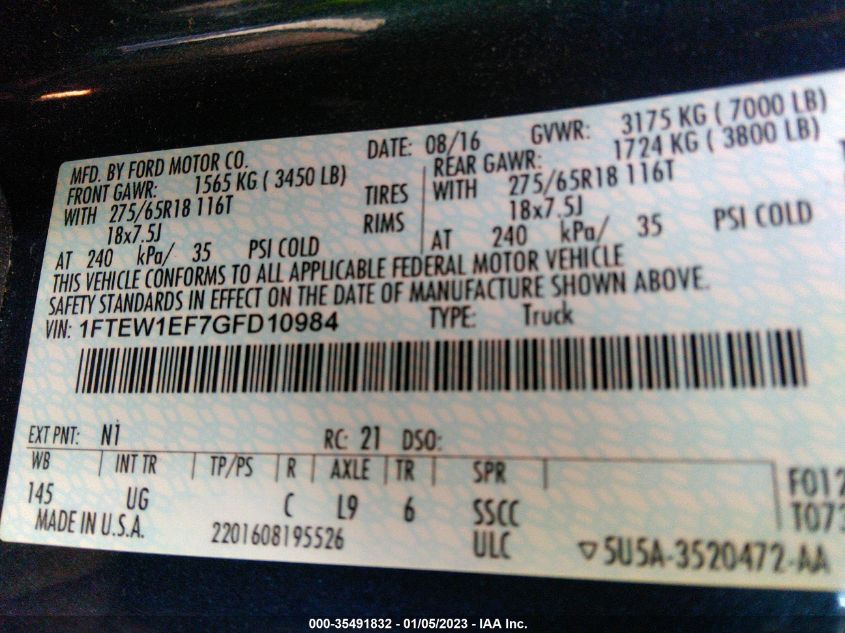 MFD. BY FORD MOTOR CO. DATE: 08/16 GVWR: 3175 KG ( 7000 LB)
FRONT GAWR: 1565 KG ( 3450 LB) REAR GAWR: 1724 KG ( 3800 LB)
WITH 275/65R18 116T TIRES WITH 275/65R18 116T
18x7.5J RIMS 18x7.5J
AT 240 kPa/ 35 PSI COLD AT 240 kPa/ 35 PSI COLD
THIS VEHICLE CONFORMS TO ALL APPLICABLE FEDERAL MOTOR VEHICLE
SAFETY STANDARDS IN EFFECT ON THE DATE OF MANUFACTURE SHOWN ABOVE.
VIN: 1FTEW1EF7GFD10984 TYPE: Truck
EXT PNT: N1 RC: 21 DSO:
WB INT TR TP/PS R AXLE TR SPR
145 UG C L9 6 SSCC
MADE IN U.S.A. 2201608195526 ULC
F012
T073
▽5U5A-3520472-AA
000-35491832 - 01/05/2023 - IAA Inc.